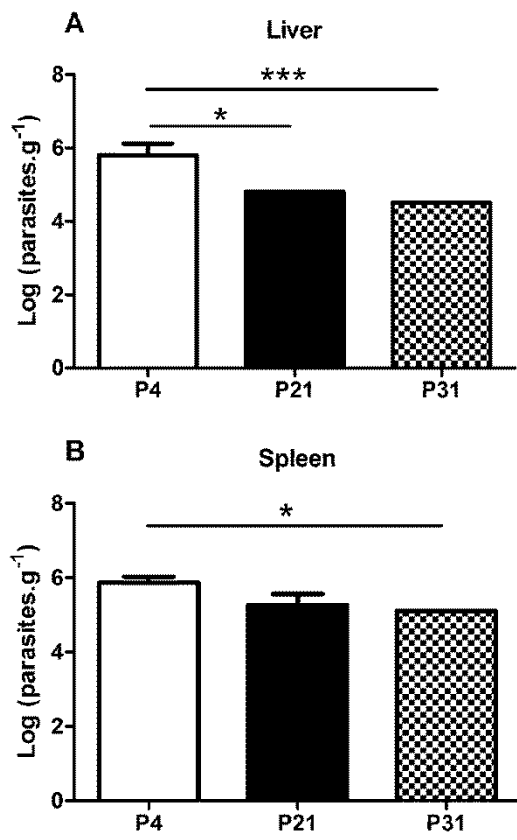 A
Liver
***
*
8
6
4
2
0
Log (parasites.g⁻¹)
P4 P21 P31
B
Spleen
*
8
6
4
2
0
Log (parasites.g⁻¹)
P4 P21 P31